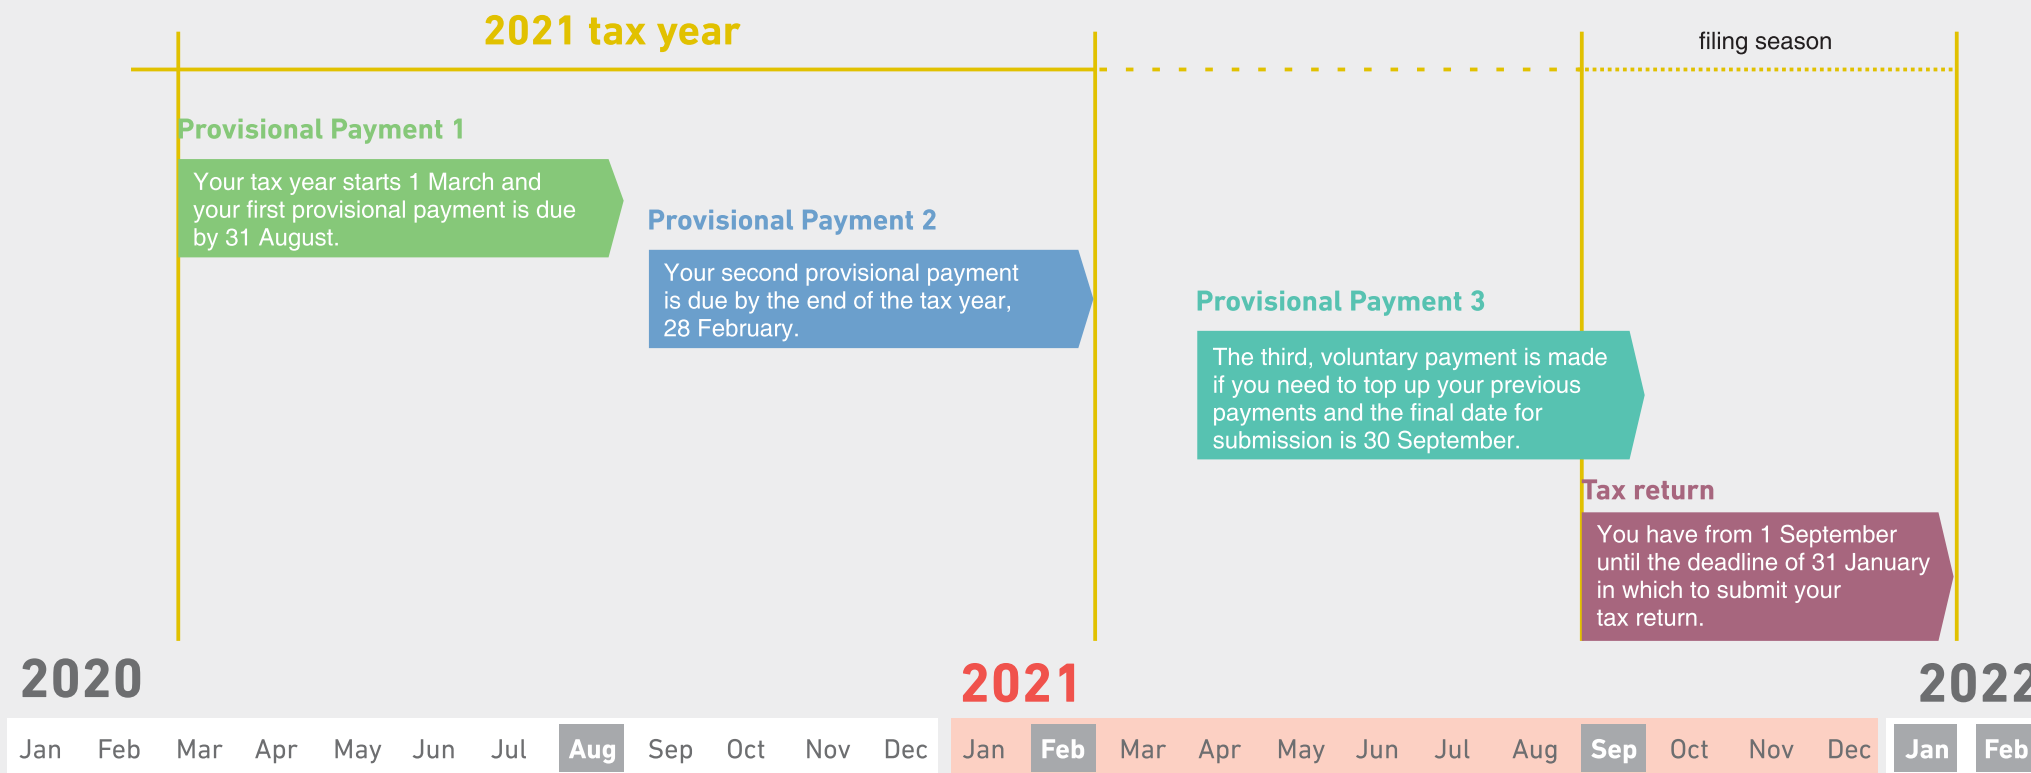 2021 tax year
filing season
Provisional Payment 1
Your tax year starts 1 March and
your first provisional payment is due
by 31 August.
Provisional Payment 2
Your second provisional payment
is due by the end of the tax year,
28 February.
Provisional Payment 3
The third, voluntary payment is made
if you need to top up your previous
payments and the final date for
submission is 30 September.
Tax return
You have from 1 September
until the deadline of 31 January
in which to submit your
tax return.
2020 2021 2022
Jan Feb Mar Apr May Jun Jul Aug Sep Oct Nov Dec Jan Feb Mar Apr May Jun Jul Aug Sep Oct Nov Dec Jan Feb